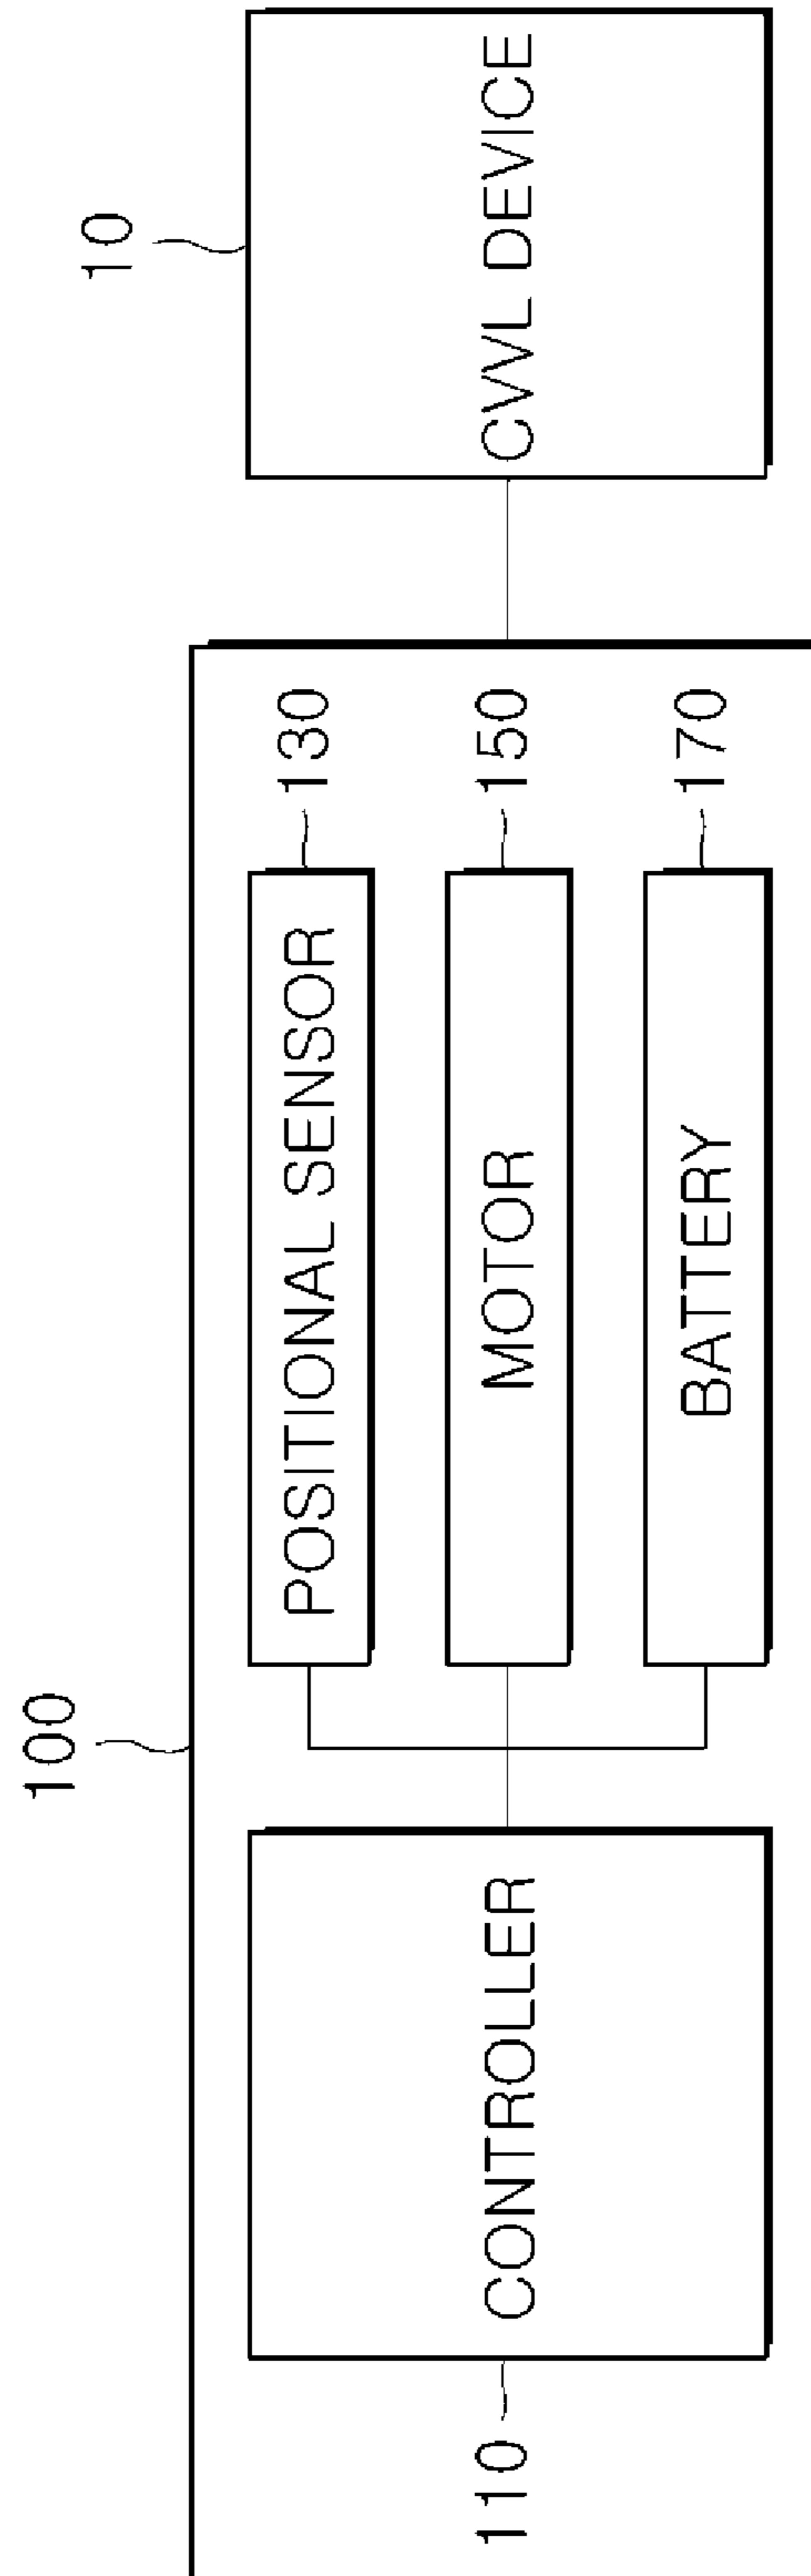 100
10
110
CONTROLLER
POSITIONAL SENSOR
130
MOTOR
150
BATTERY
170
CVVL DEVICE